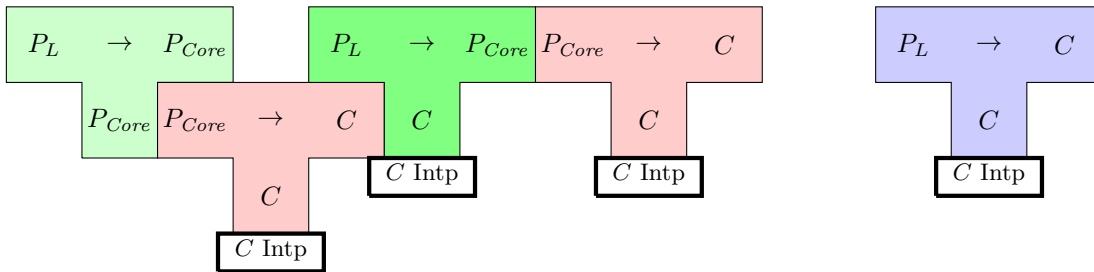 P_L → P_Core P_L → P_Core P_Core → C P_L → C
P_Core P_Core → C C C C
C Intp C Intp C Intp
C
C Intp